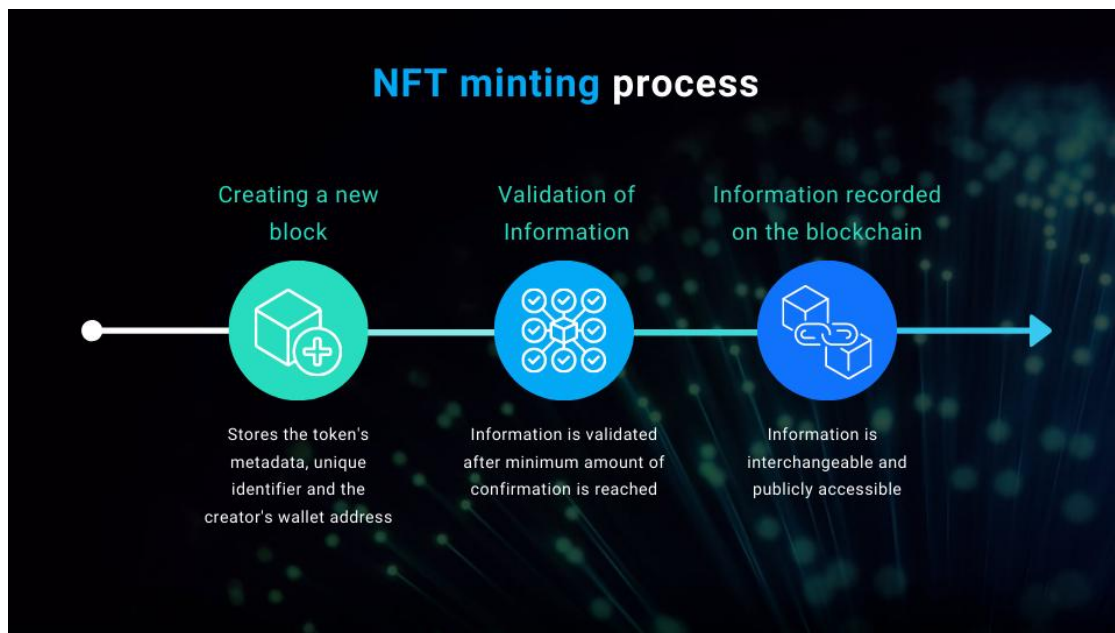 NFT minting process
Creating a new
block
Stores the token's
metadata, unique
identifier and the
creator's wallet address
Validation of
Information
Information is validated
after minimum amount of
confirmation is reached
Information recorded
on the blockchain
Information is
interchangeable and
publicly accessible